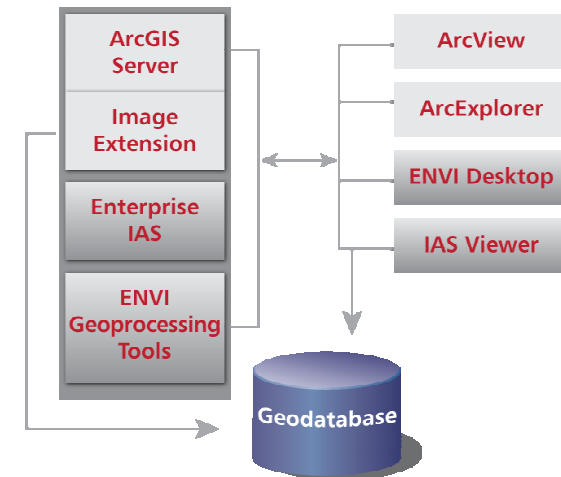 ArcGIS
Server
Image
Extension
Enterprise
IAS
ENVI
Geoprocessing
Tools
ArcView
ArcExplorer
ENVI Desktop
IAS Viewer
Geodatabase